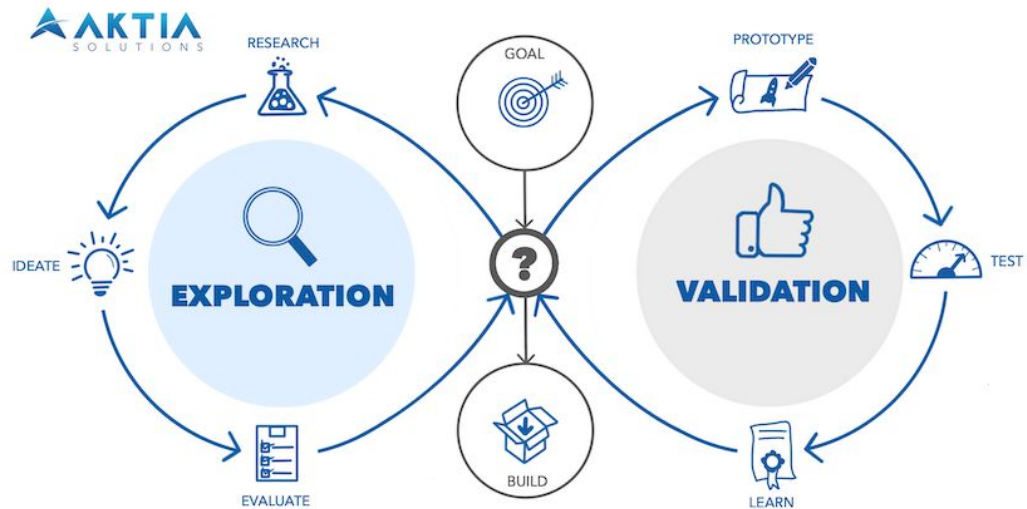 AKTIA
SOLUTIONS
RESEARCH
GOAL
PROTOTYPE
IDEATE
EXPLORATION
?
VALIDATION
TEST
EVALUATE
BUILD
LEARN